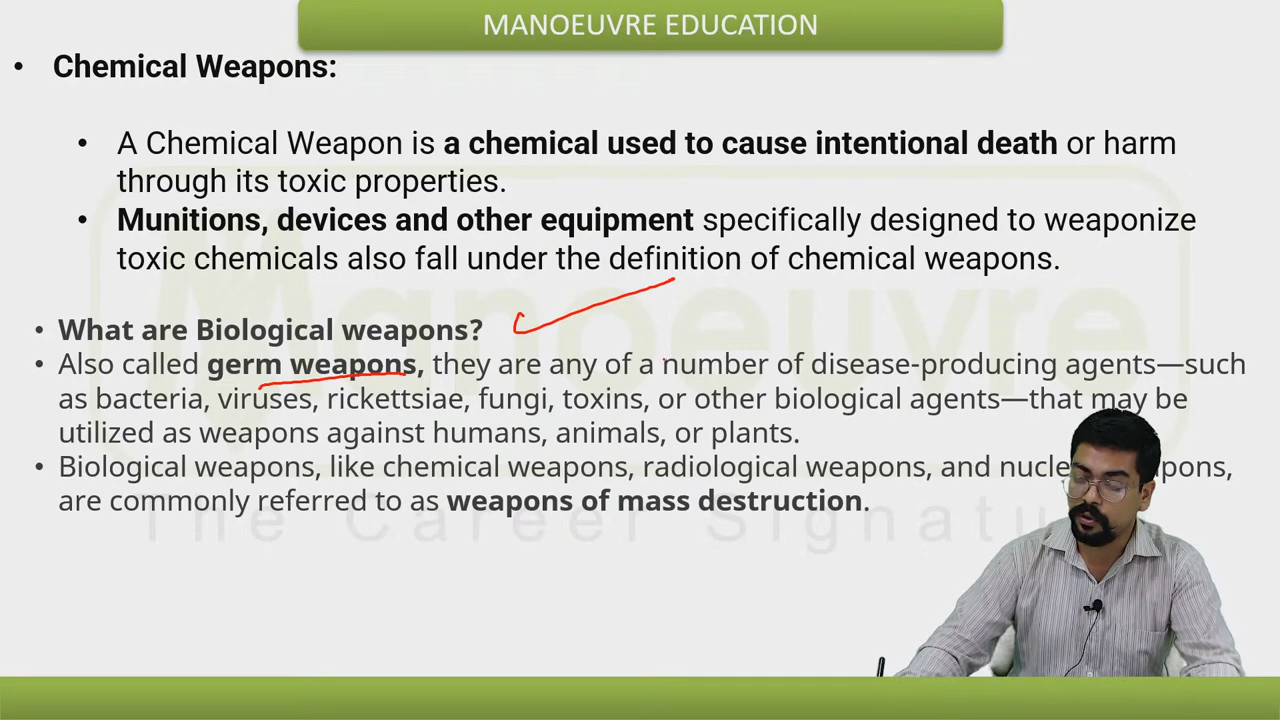 MANOEUVRE EDUCATION
• Chemical Weapons:
• A Chemical Weapon is a chemical used to cause intentional death or harm
through its toxic properties.
• Munitions, devices and other equipment specifically designed to weaponize
toxic chemicals also fall under the definition of chemical weapons.
Manoeuvre
• What are Biological weapons?
• Also called germ weapons, they are any of a number of disease-producing agents—such
as bacteria, viruses, rickettsiae, fungi, toxins, or other biological agents—that may be
utilized as weapons against humans, animals, or plants.
• Biological weapons, like chemical weapons, radiological weapons, and
are commonly referred to as weapons of mass destruction.
The Career